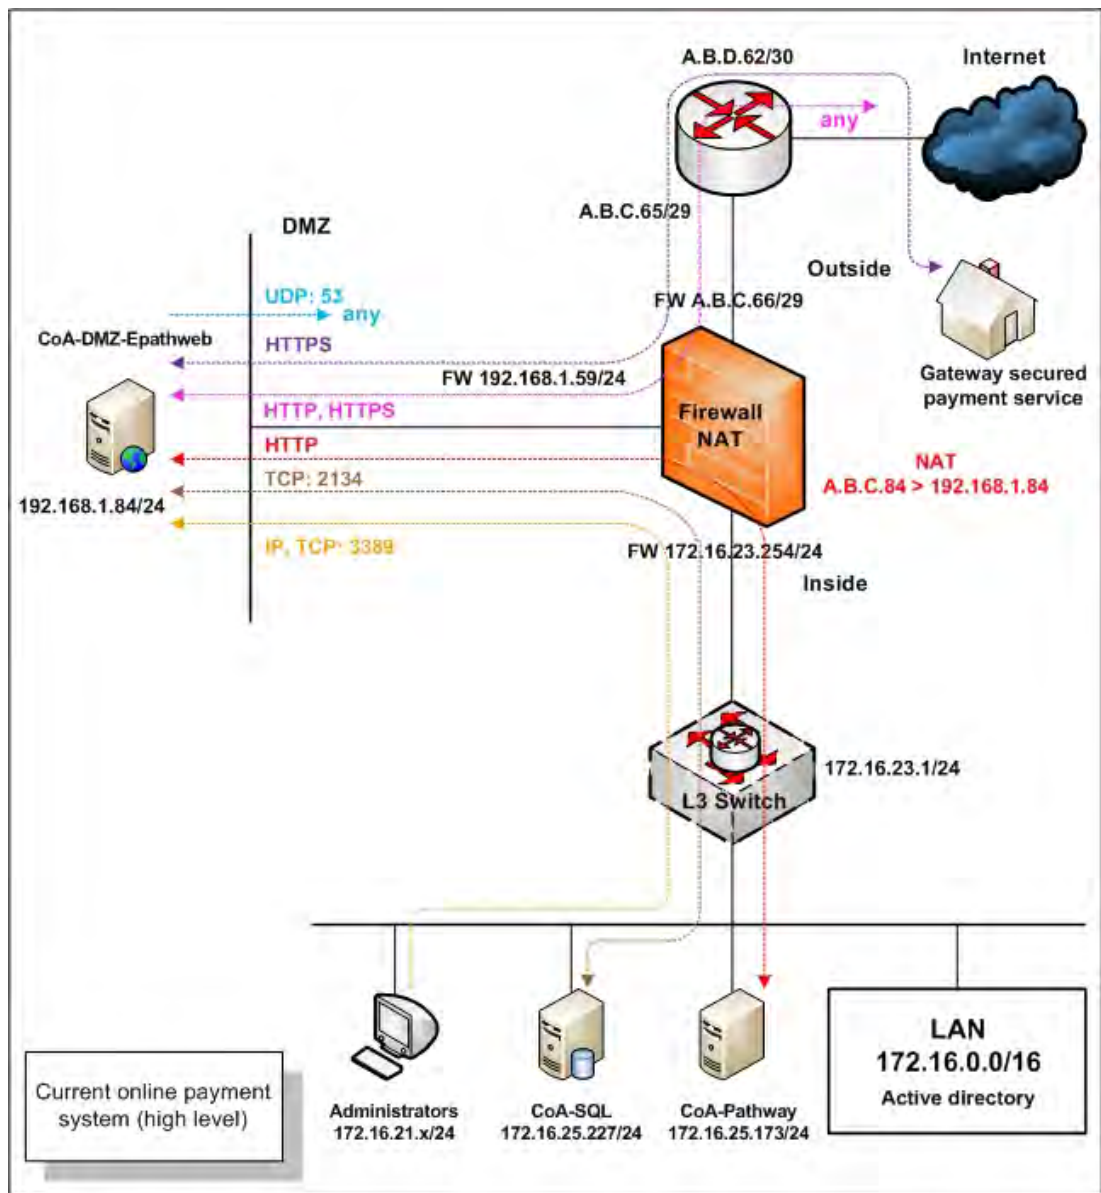 A.B.D.62/30
Internet
any
A.B.C.65/29
DMZ
Outside
UDP: 53
any
FW A.B.C.66/29
CoA-DMZ-Epathweb
HTTPS
FW 192.168.1.59/24
Gateway secured
payment service
HTTP, HTTPS
Firewall
NAT
HTTP
NAT
A.B.C.84 > 192.168.1.84
TCP: 2134
192.168.1.84/24
IP, TCP: 3389
FW 172.16.23.254/24
Inside
172.16.23.1/24
L3 Switch
LAN
172.16.0.0/16
Active directory
Current online payment
system (high level)
Administrators
172.16.21.x/24
CoA-SQL
172.16.25.227/24
CoA-Pathway
172.16.25.173/24